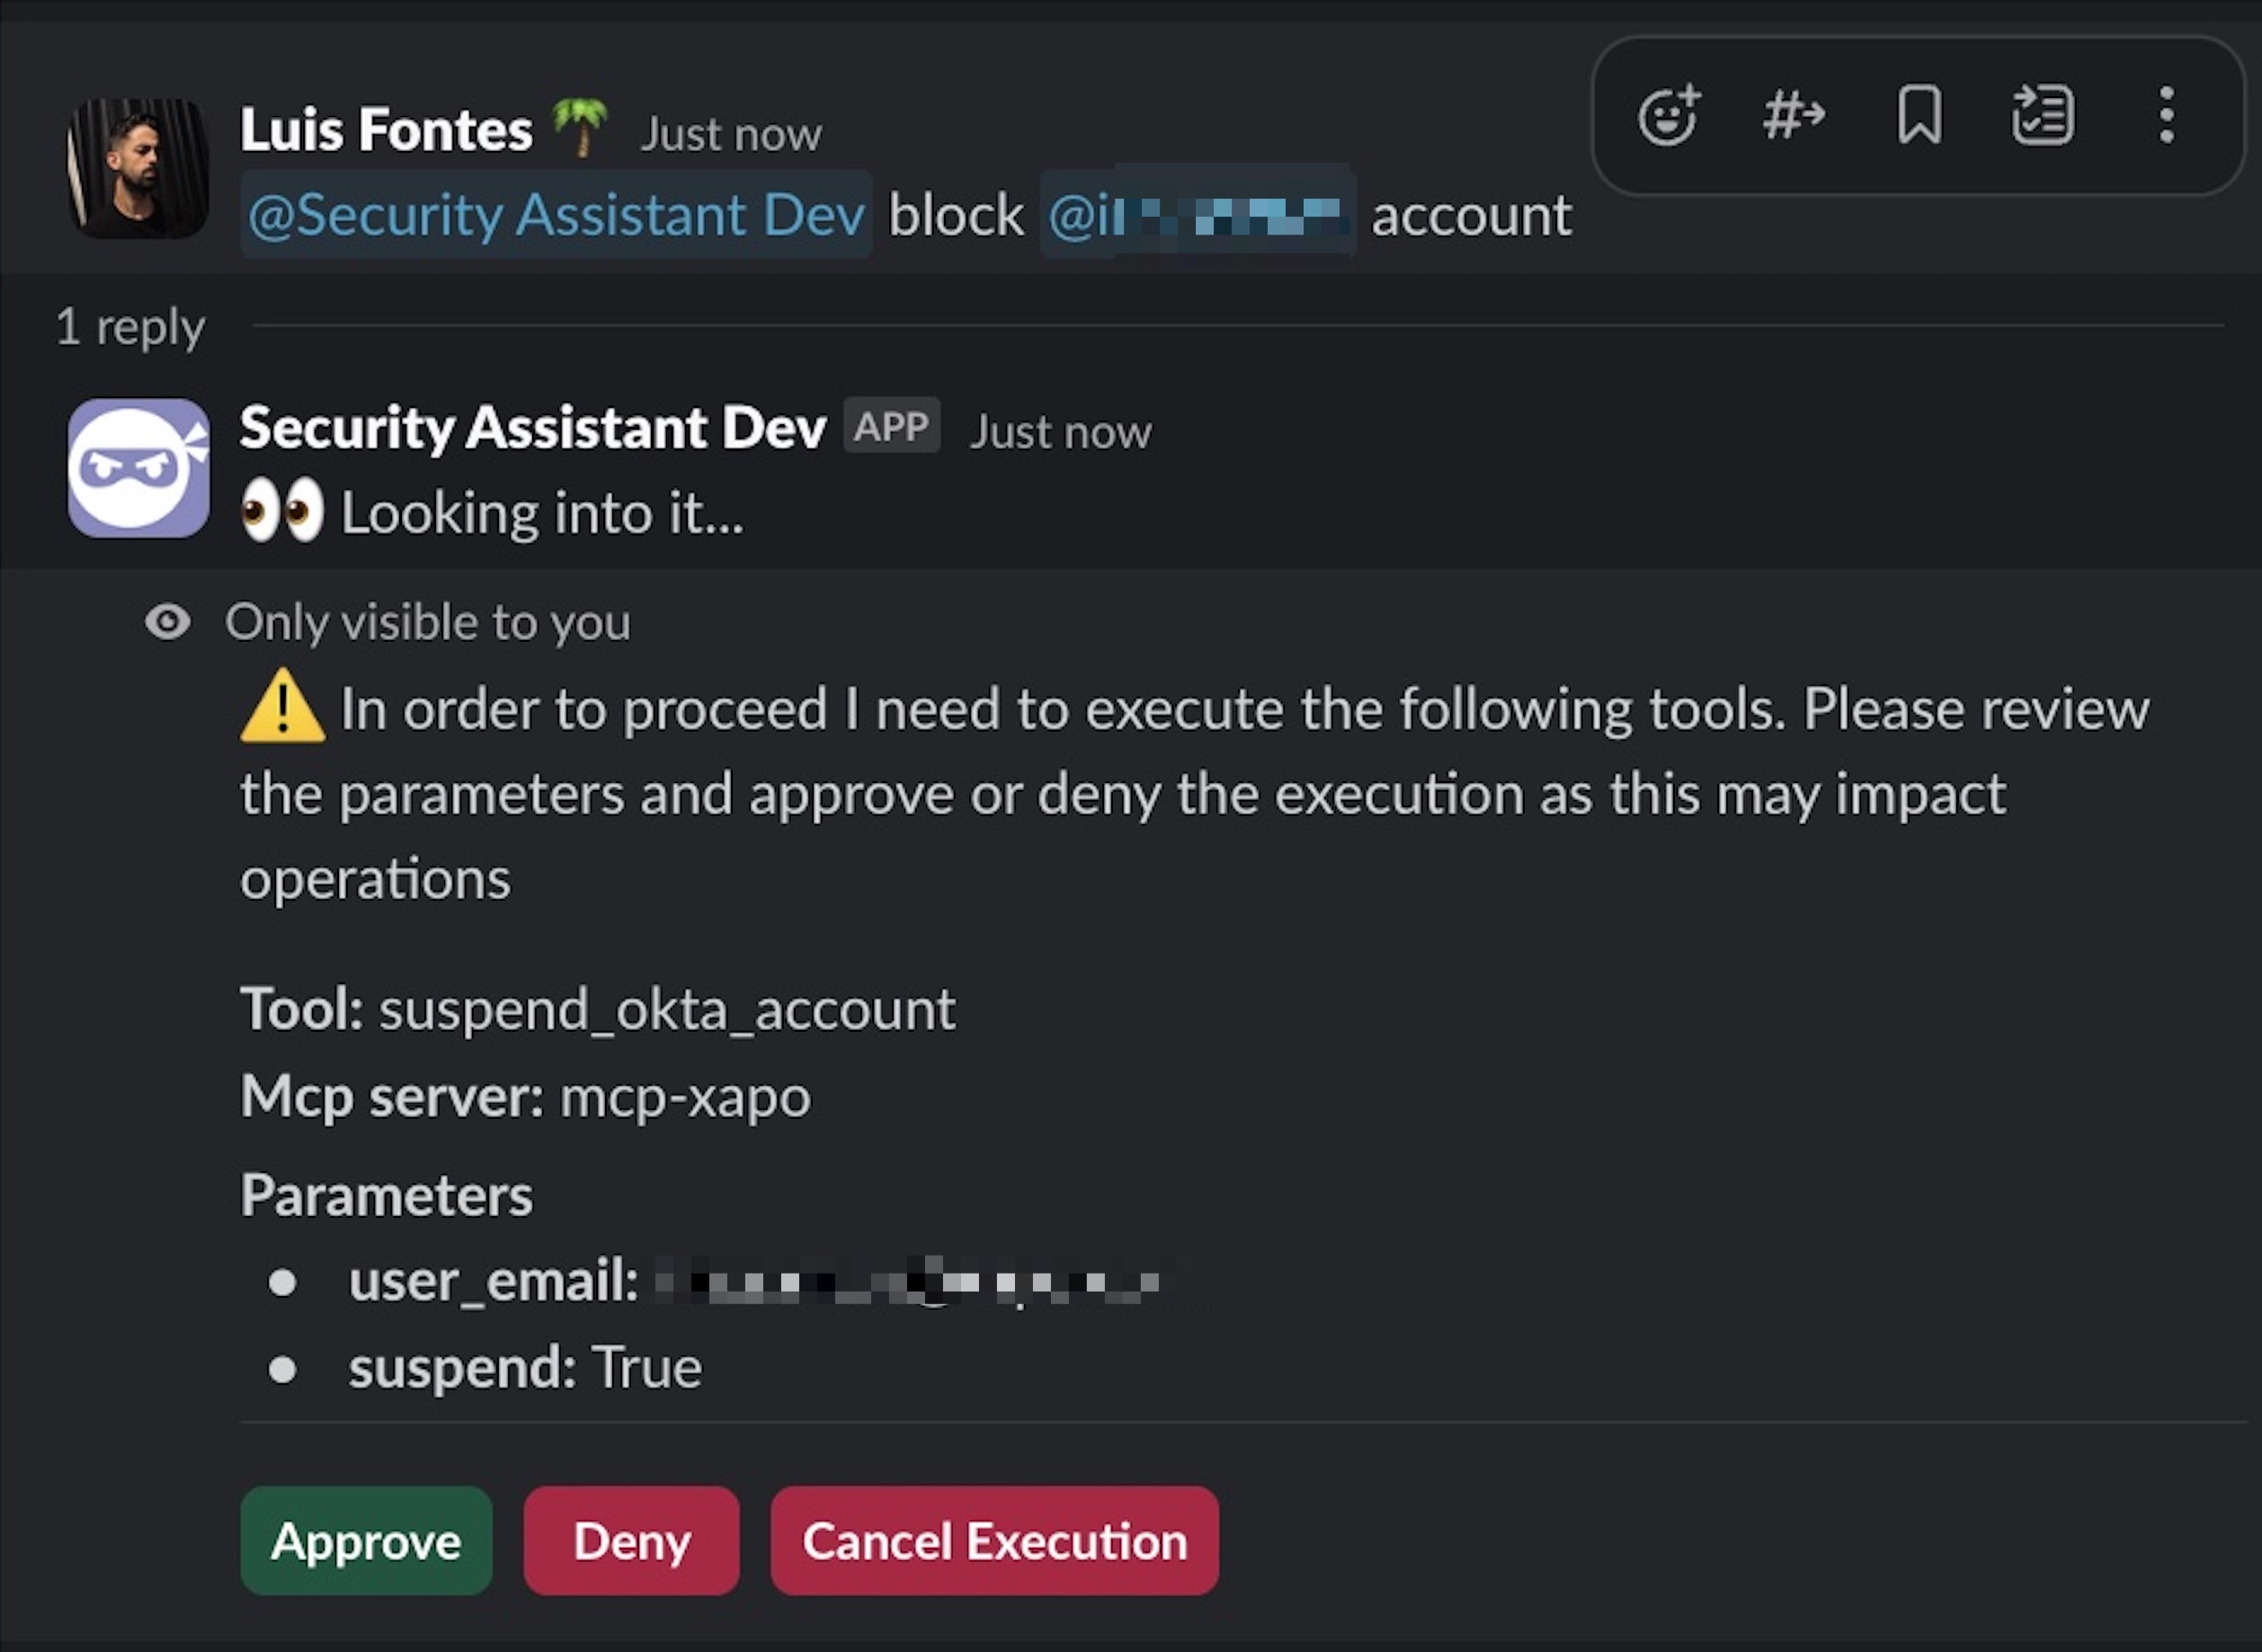 Luis Fontes 🌴 Just now
@Security Assistant Dev block account
1 reply
Security Assistant Dev APP Just now
👀 Looking into it...
Only visible to you
⚠️ In order to proceed I need to execute the following tools. Please review
the parameters and approve or deny the execution as this may impact
operations
Tool: suspend_okta_account
Mcp server: mcp-xapo
Parameters
• user_email:
• suspend: True
Approve Deny Cancel Execution